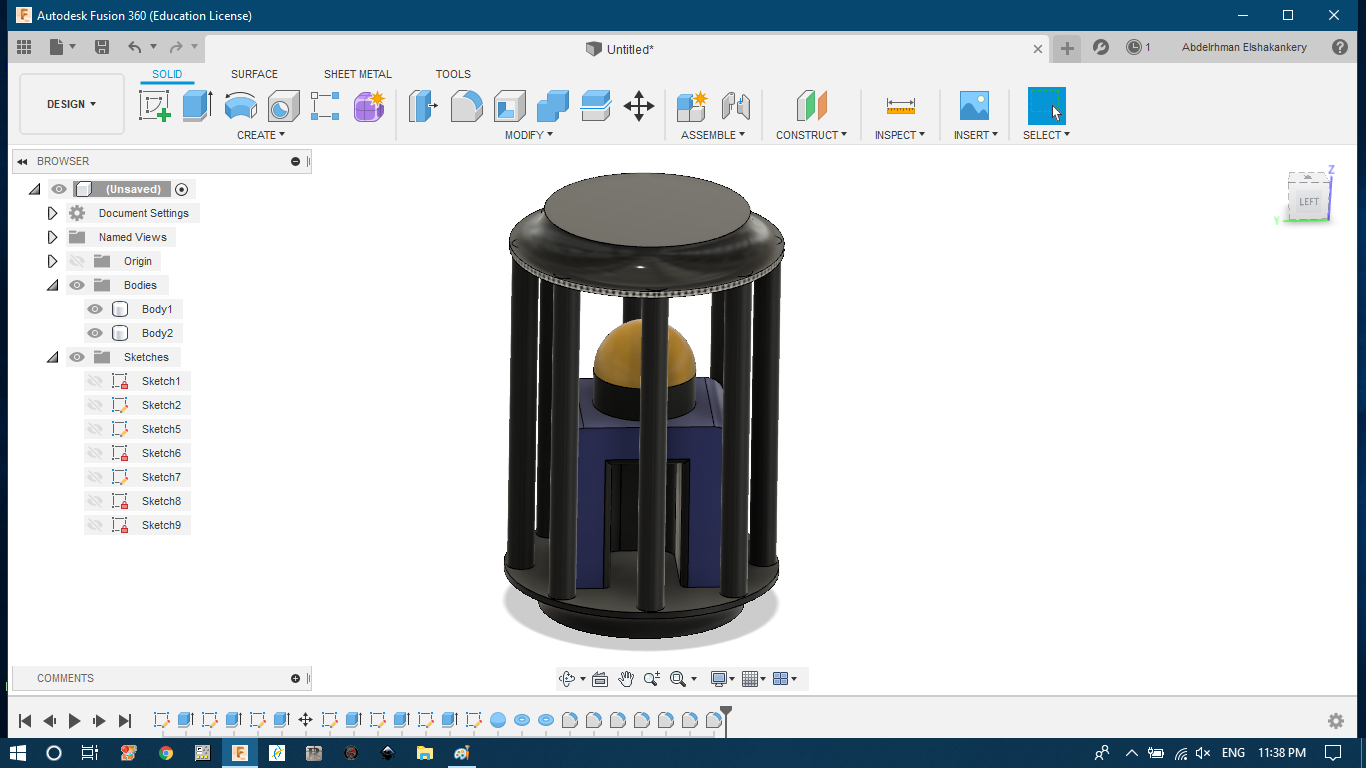 Autodesk Fusion 360 (Education License)
Untitled*
1
Abdelrhman Elshakankery
SOLID
SURFACE
SHEET METAL
TOOLS
DESIGN
CREATE
MODIFY
ASSEMBLE
CONSTRUCT
INSPECT
INSERT
SELECT
BROWSER
(Unsaved)
Document Settings
Named Views
Origin
Bodies
Body1
Body2
Sketches
Sketch1
Sketch2
Sketch5
Sketch6
Sketch7
Sketch8
Sketch9
Z
LEFT
Y
COMMENTS
ENG
11:38 PM